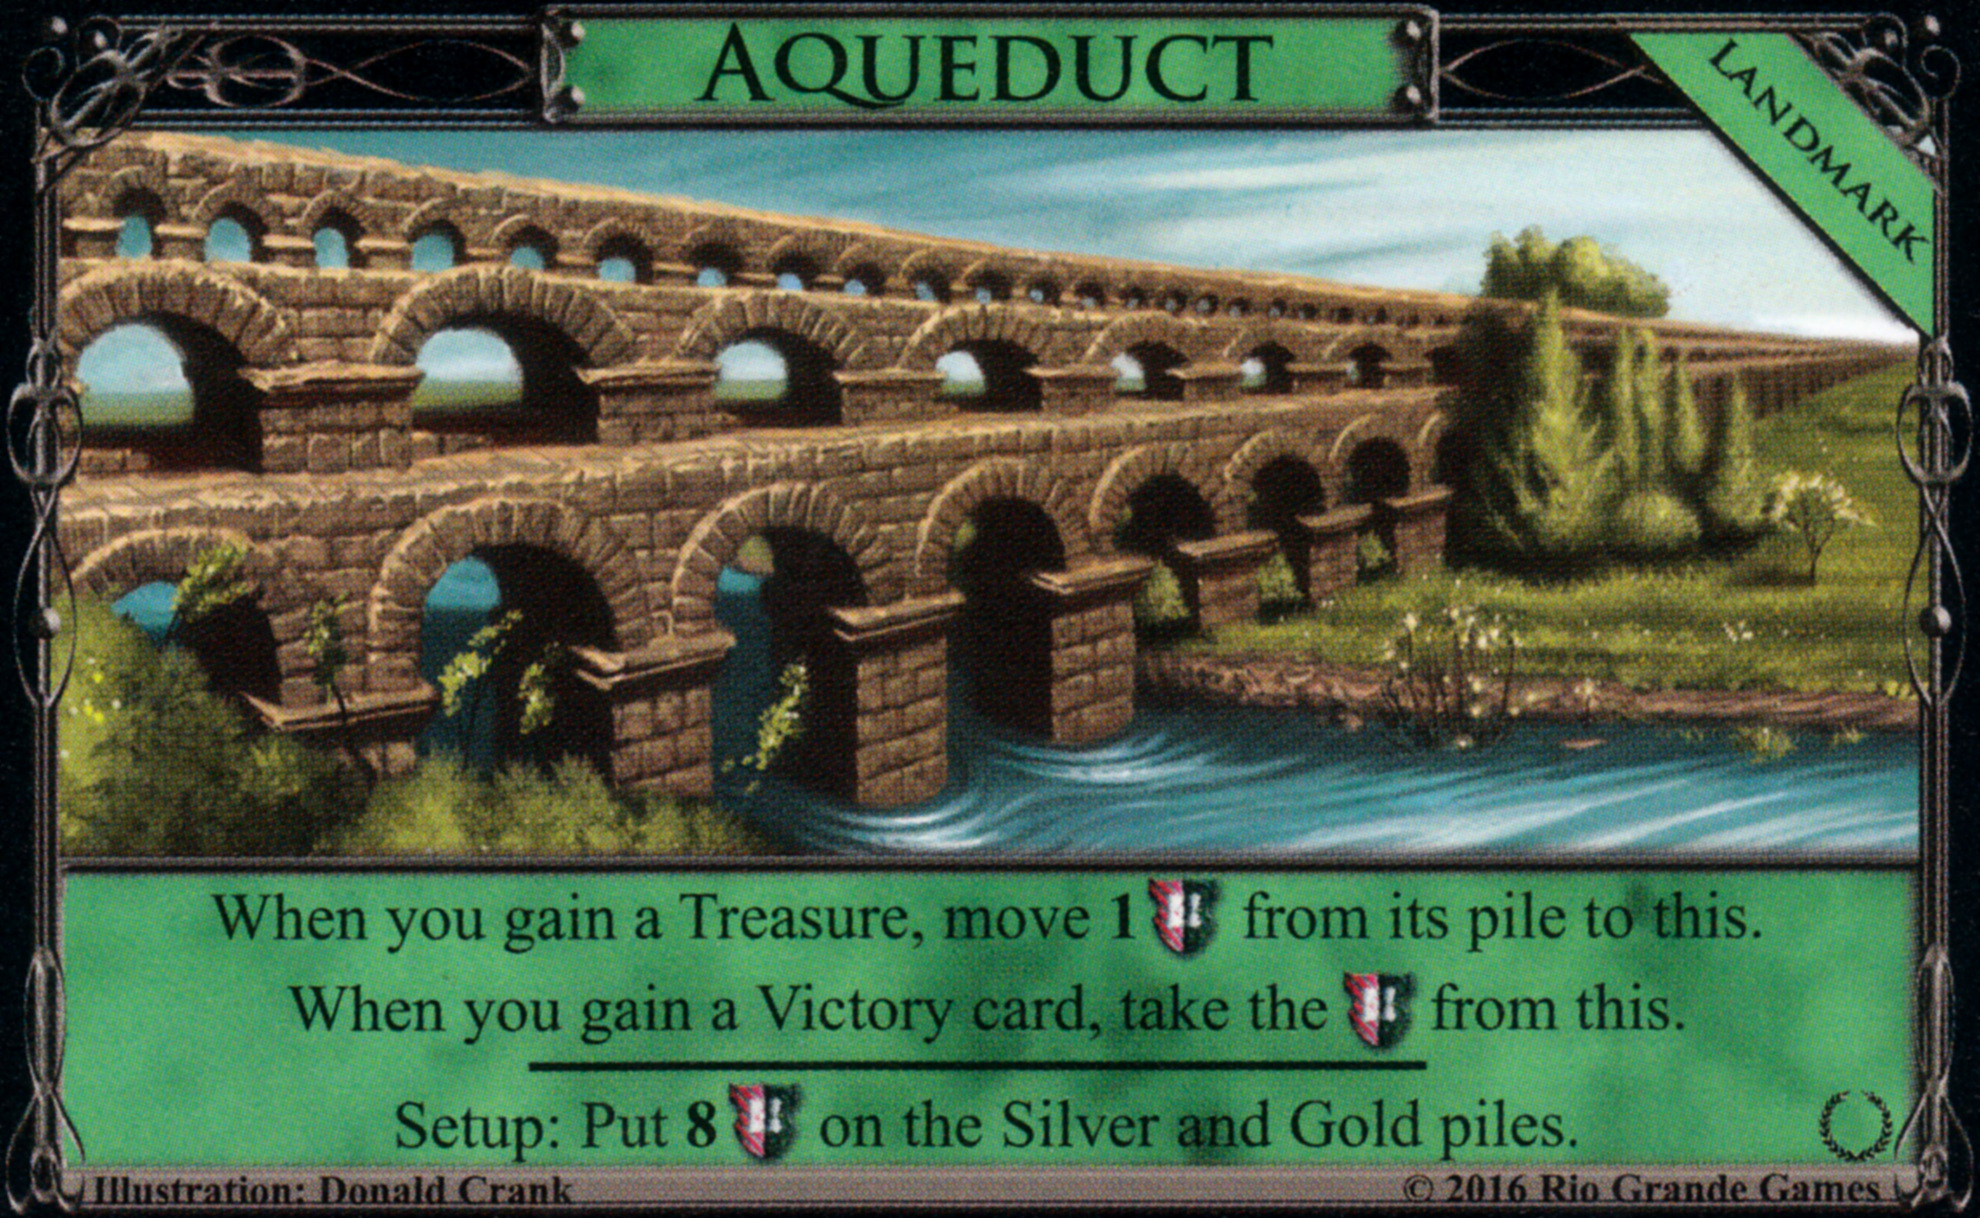 AQUEDUCT
LANDMARK
When you gain a Treasure, move 1 from its pile to this.
When you gain a Victory card, take the from this.
Setup: Put 8 on the Silver and Gold piles.
Illustration: Donald Crank
© 2016 Rio Grande Games